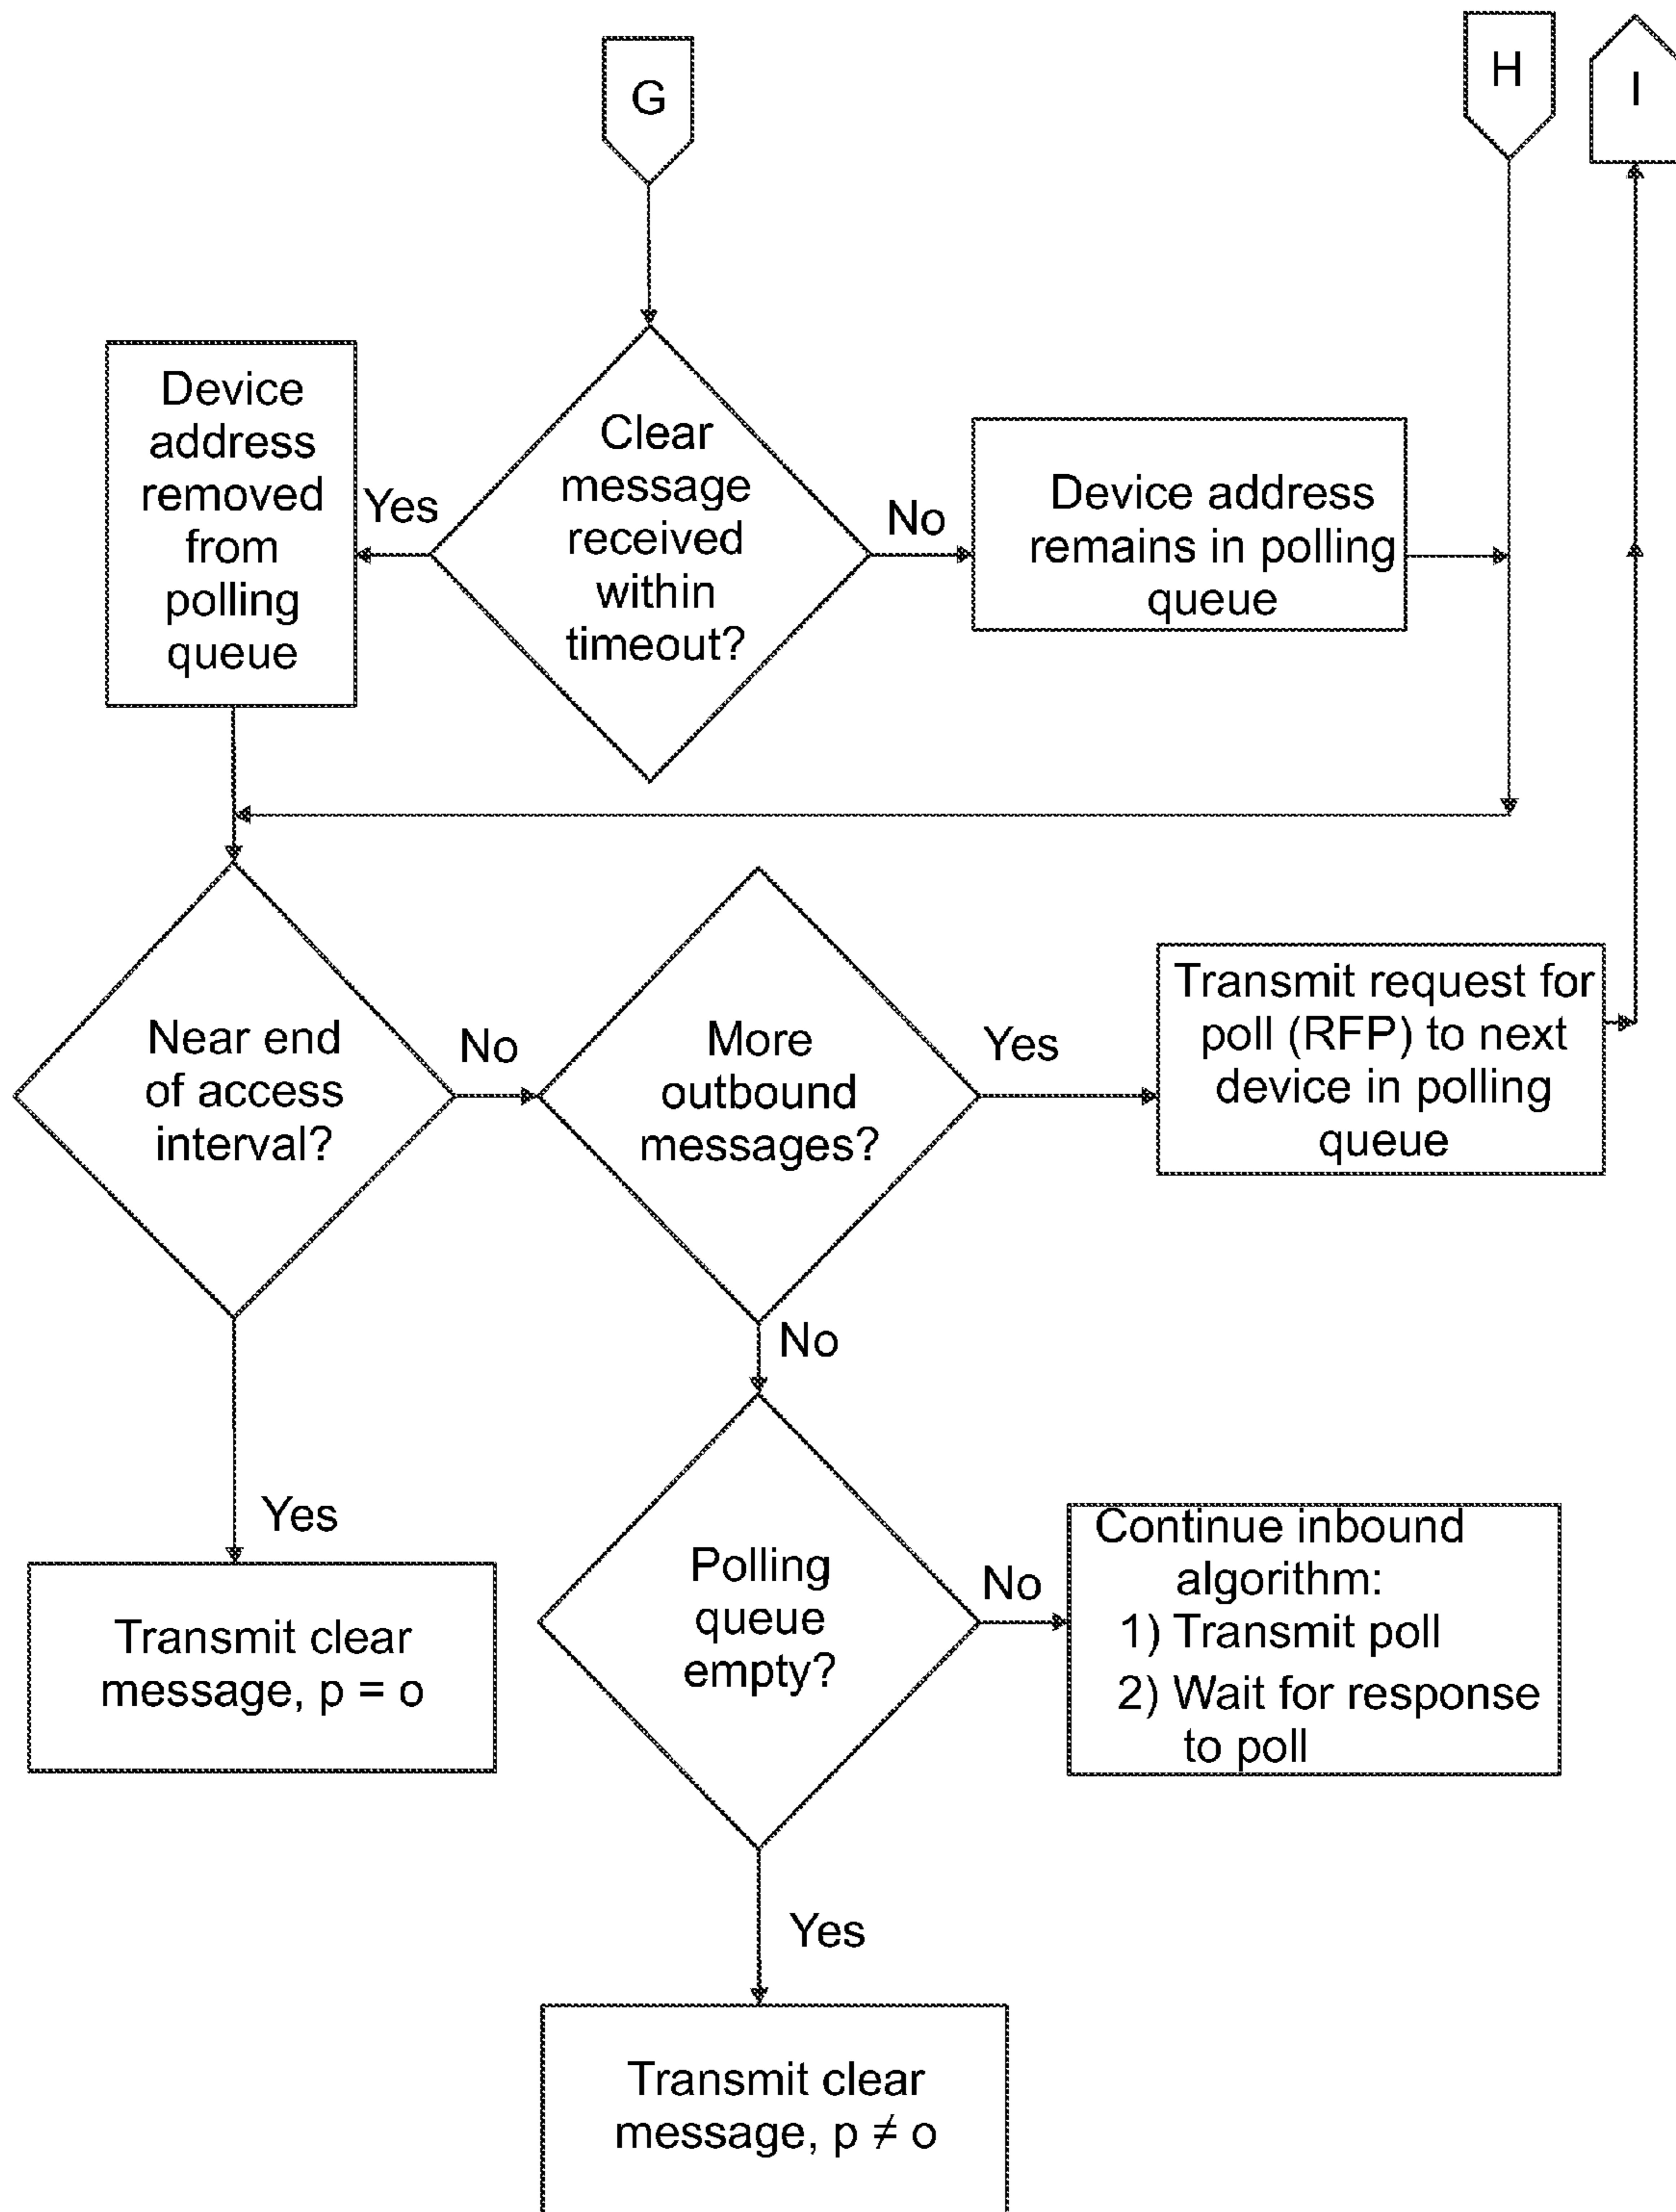 G
H
I
Device
address
removed
from
polling
queue
Yes
Clear
message
received
within
timeout?
No
Device address
remains in polling
queue
Near end
of access
interval?
No
More
outbound
messages?
Yes
Transmit request for
poll (RFP) to next
device in polling
queue
No
Yes
Transmit clear
message, p = o
Polling
queue
empty?
No
Continue inbound
algorithm:
1) Transmit poll
2) Wait for response
to poll
Yes
Transmit clear
message, p ≠ o